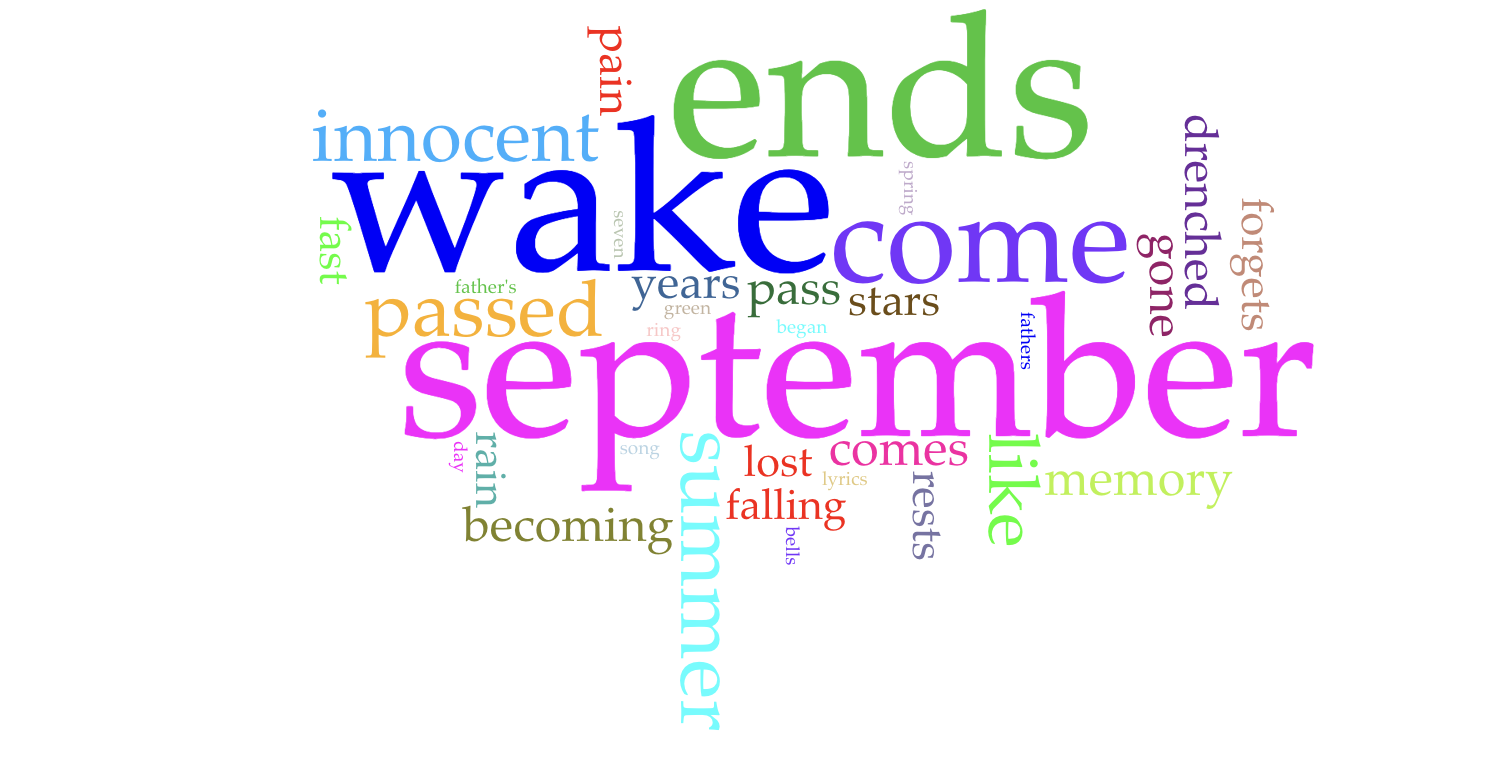 pain
ends
innocent
wake
drenched
spring
come
forgets
fast
seven
gone
years
pass
stars
father's
passed
green
ring
began
fathers
september
day
rain
song
summer
lost
comes
like
memory
lyrics
rests
falling
becoming
bells